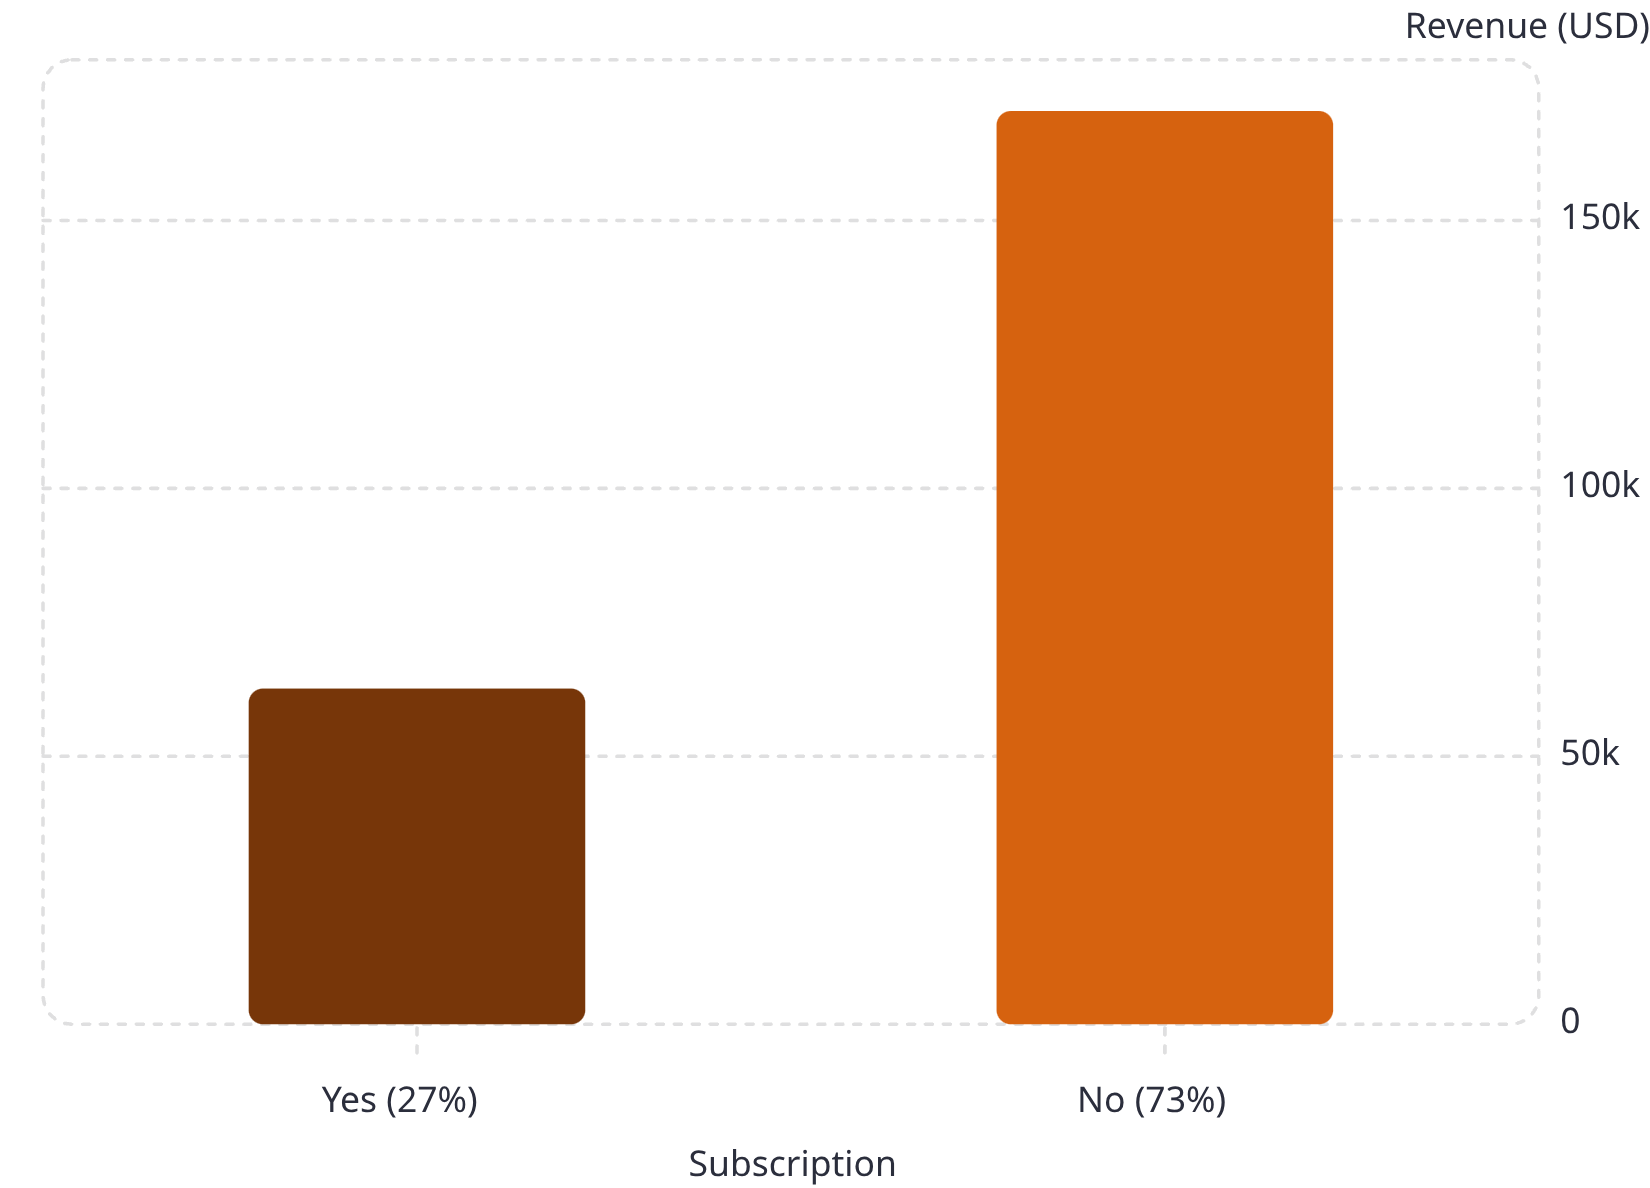 Revenue (USD)
150k
100k
50k
0
Yes (27%)
No (73%)
Subscription